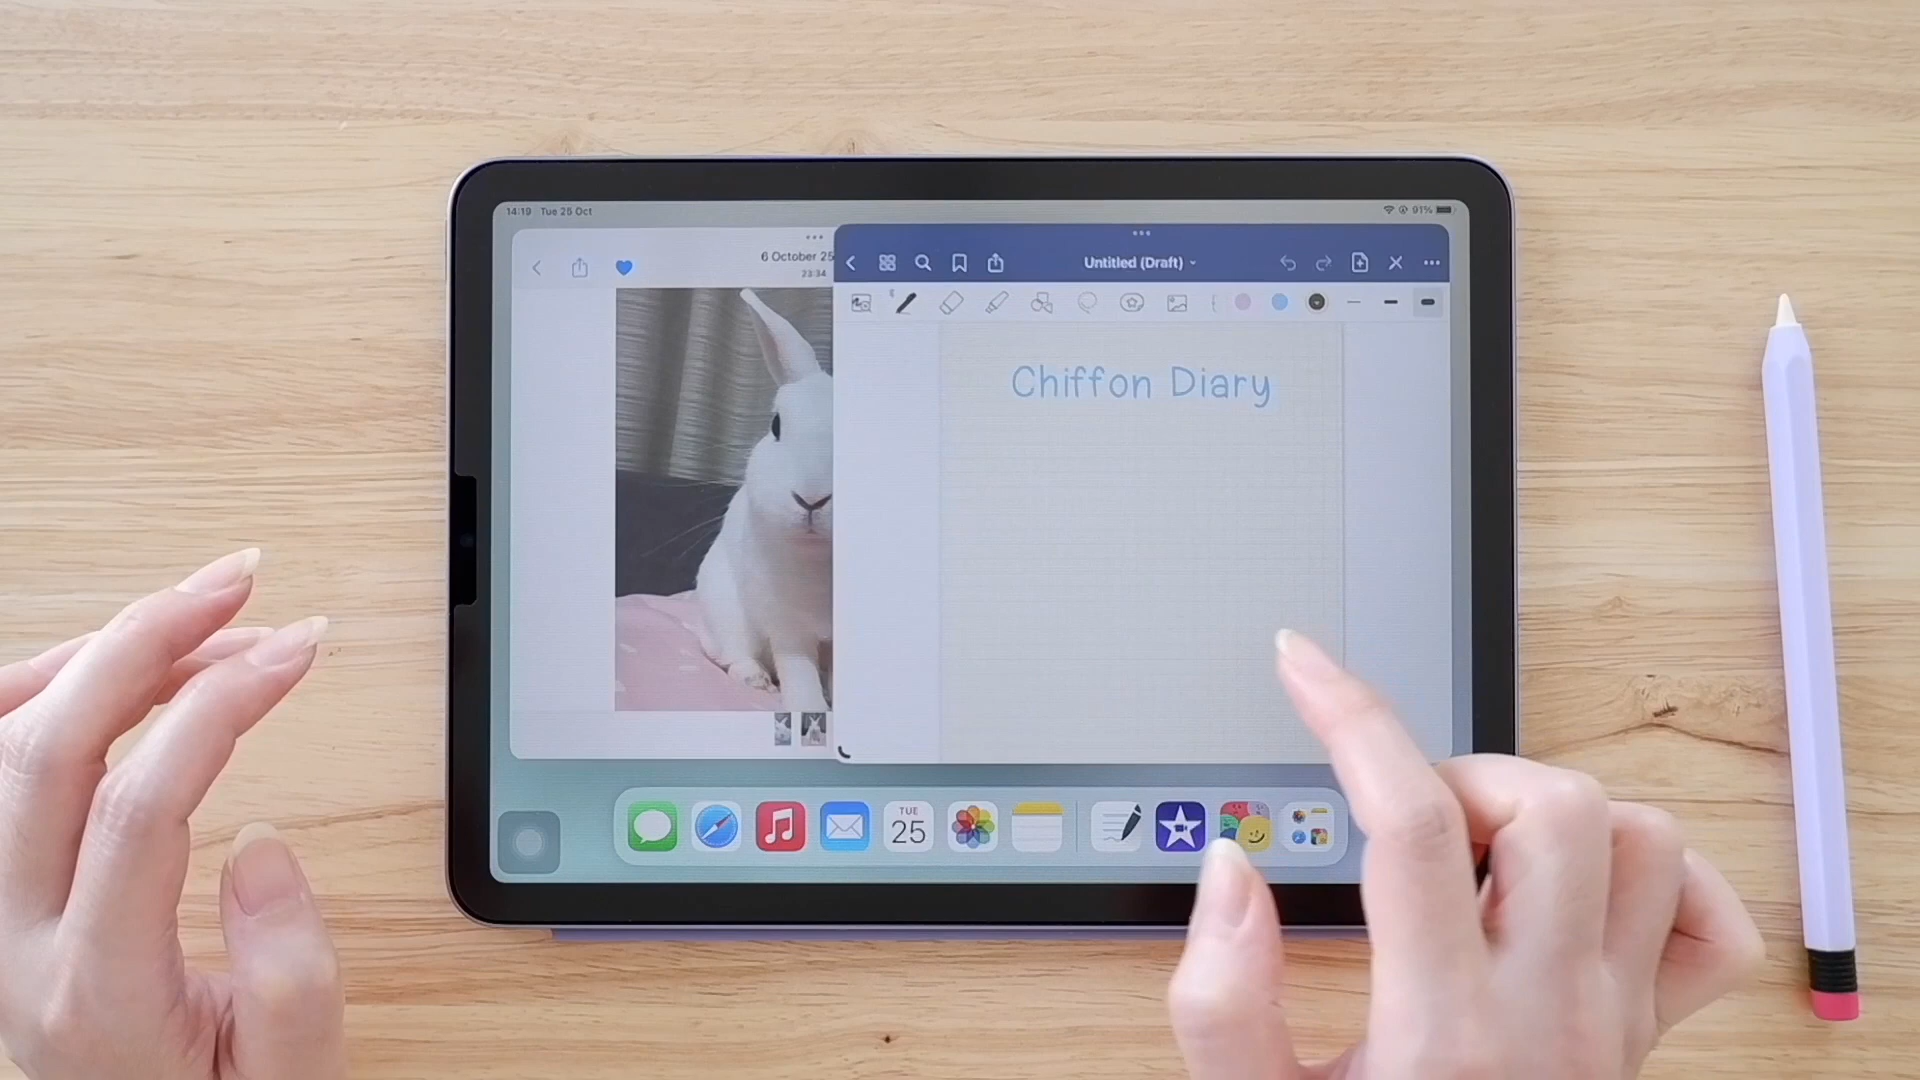 14:19 Tue 25 Oct
91%
6 October 25
23:34
Untitled (Draft)
Chiffon Diary
TUE
25